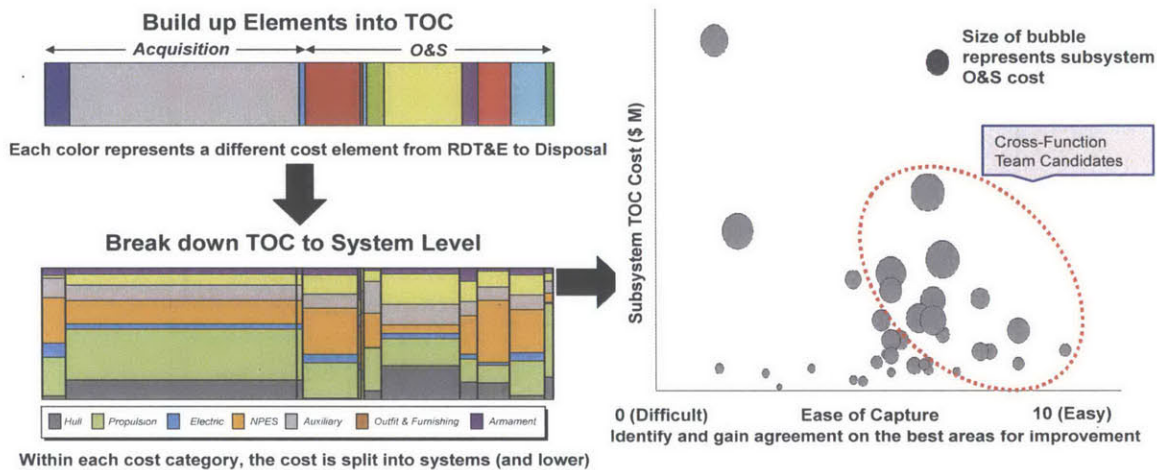 Build up Elements into TOC
Acquisition
O&S
Each color represents a different cost element from RDT&E to Disposal
Break down TOC to System Level
Hull
Propulsion
Electric
NPES
Auxiliary
Outfit & Furnishing
Armament
Within each cost category, the cost is split into systems (and lower)
Size of bubble
represents subsystem
O&S cost
Cross-Function
Team Candidates
Subsystem TOC Cost ($ M)
0 (Difficult)
Ease of Capture
10 (Easy)
Identify and gain agreement on the best areas for improvement